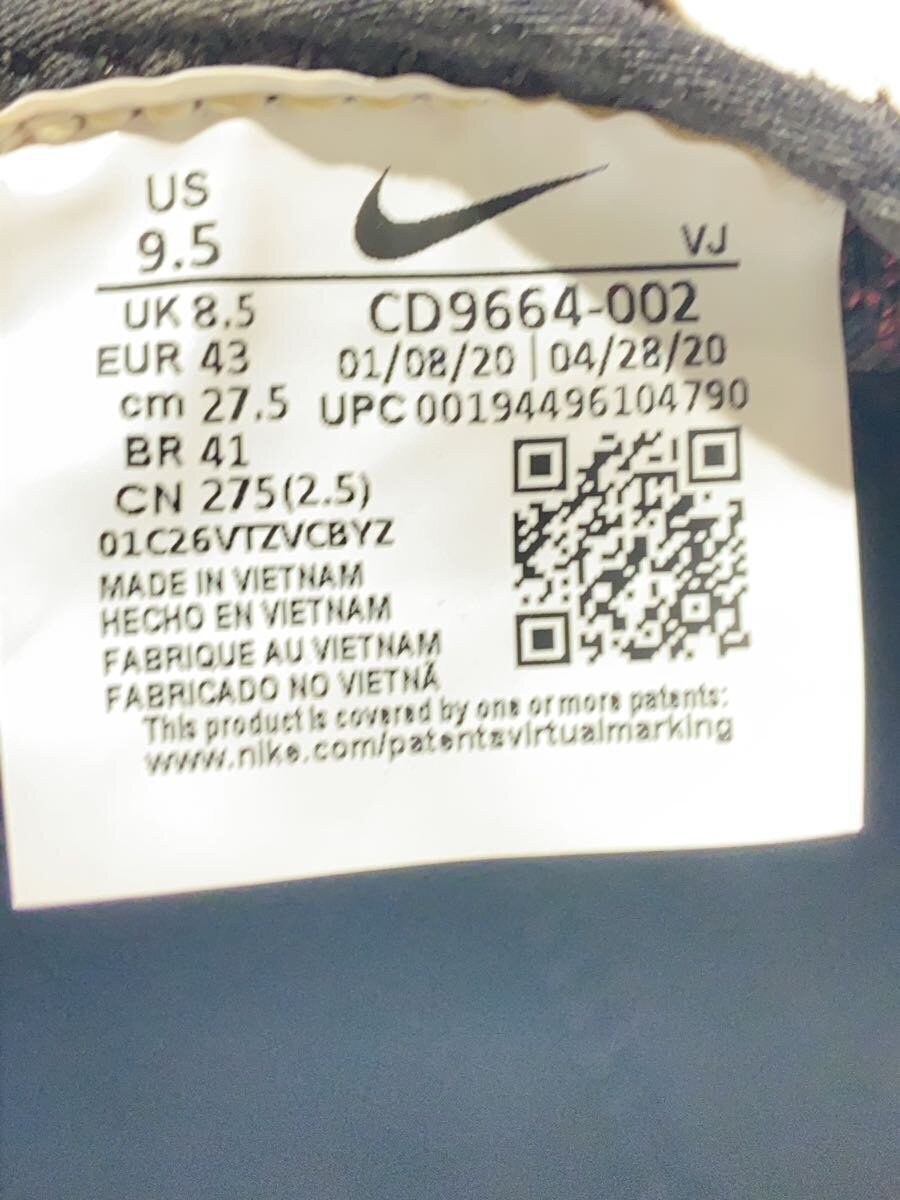 US
9.5
VJ
UK 8.5
CD9664-002
EUR 43
01/08/20 | 04/28/20
cm 27.5
UPC 00194496104790
BR 41
CN 275(2.5)
01C26VTZVCBYZ
MADE IN VIETNAM
HECHO EN VIETNAM
FABRIQUE AU VIETNAM
FABRICADO NO VIETNÃ
This product is covered by one or more patents:
www.nike.com/patentsvirtualmarking